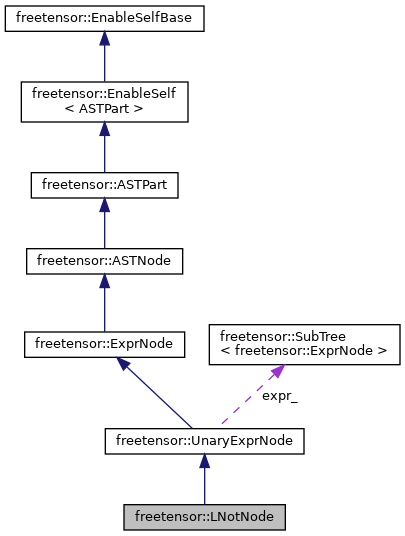 freetensor::EnableSelfBase
freetensor::EnableSelf
< ASTPart >
freetensor::ASTPart
freetensor::ASTNode
freetensor::ExprNode
freetensor::SubTree
< freetensor::ExprNode >
expr_
freetensor::UnaryExprNode
freetensor::LNotNode